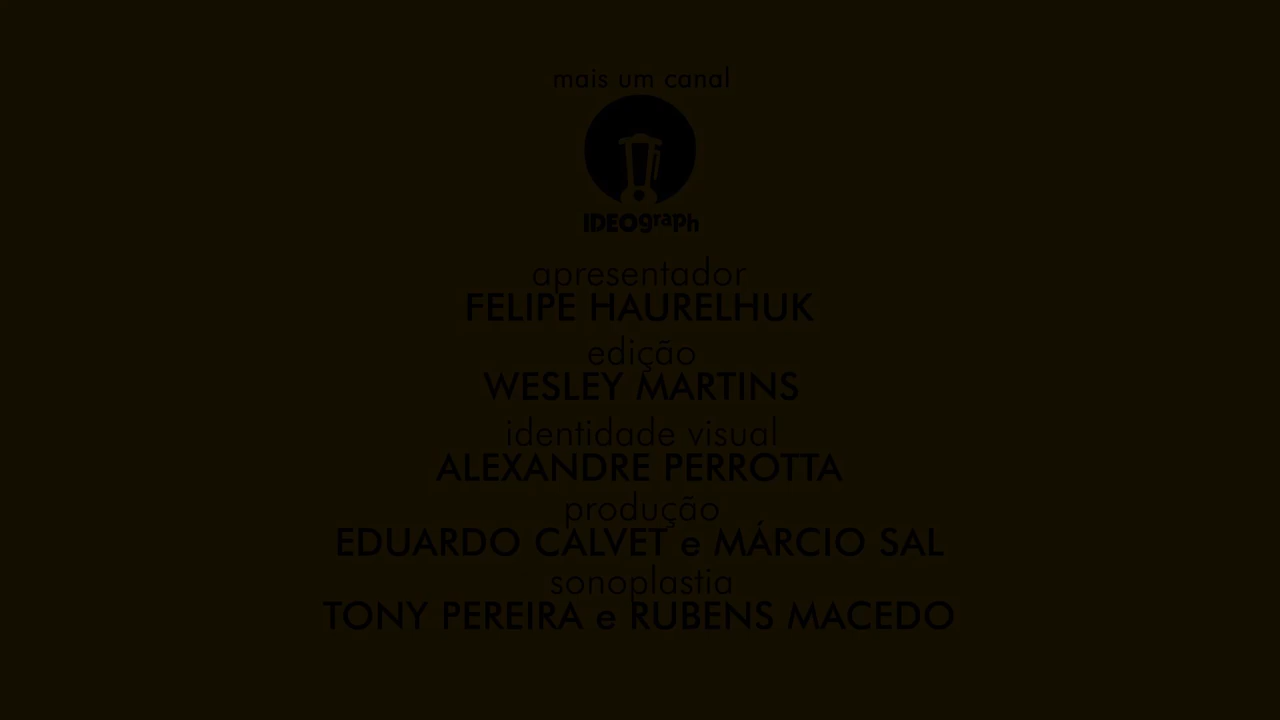 mais um canal
IDEOgraph
apresentador
FELIPE HAURELHUK
edição
WESLEY MARTINS
identidade visual
ALEXANDRE PERROTTA
produção
EDUARDO CALVET e MÁRCIO SAL
sonoplastia
TONY PEREIRA e RUBENS MACEDO